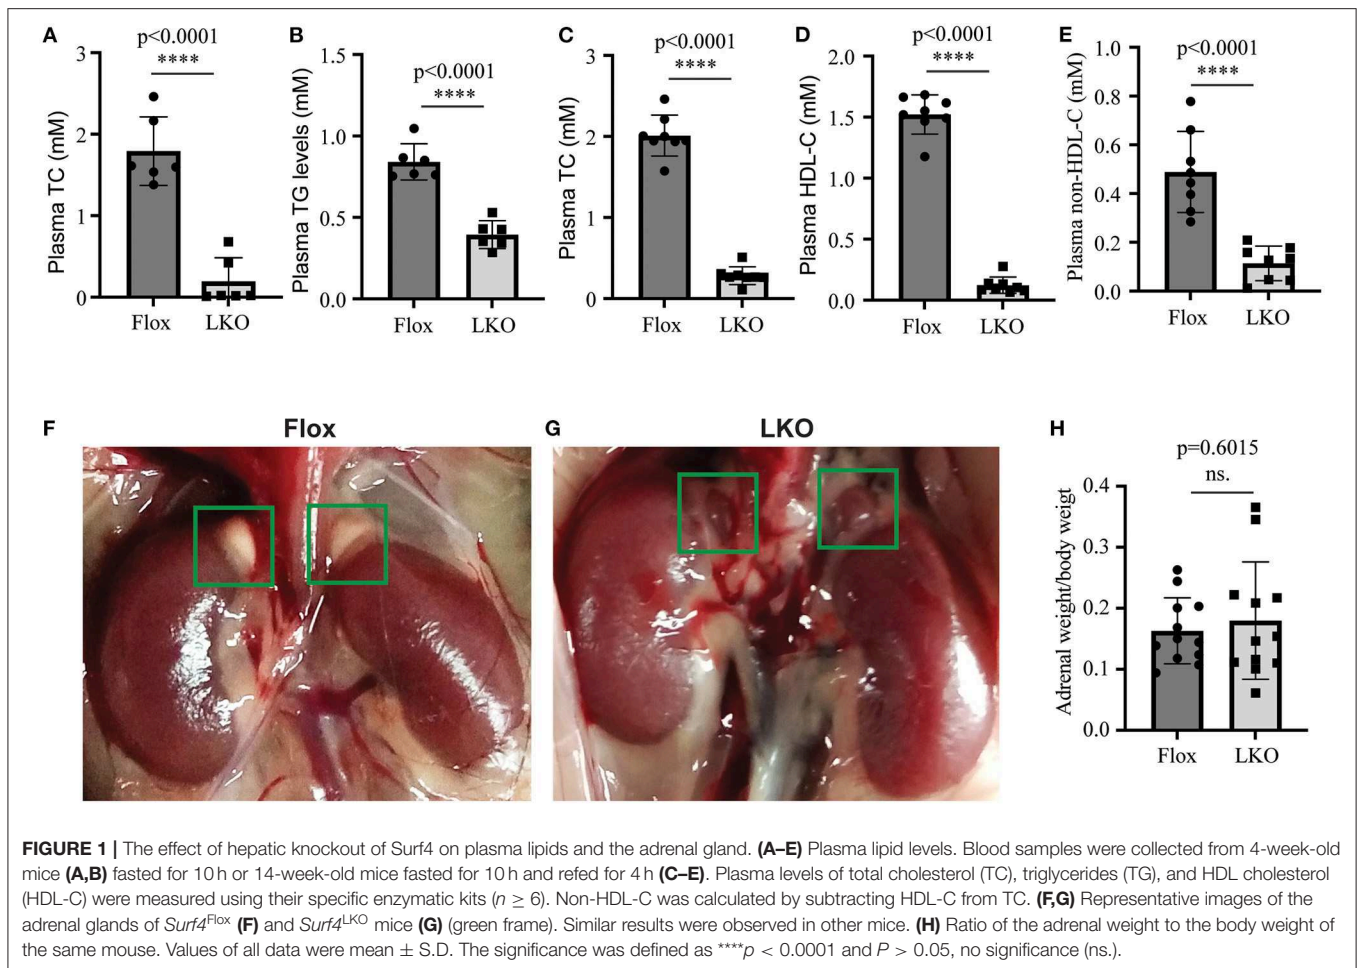 A
p<0.0001
****
Plasma TC (mM)
3
2
1
0
Flox
LKO
B
p<0.0001
****
Plasma TG levels (mM)
1.5
1.0
0.5
0.0
Flox
LKO
C
p<0.0001
****
Plasma TC (mM)
3
2
1
0
Flox
LKO
D
p<0.0001
****
Plasma HDL-C (mM)
2.0
1.5
1.0
0.5
0.0
Flox
LKO
E
p<0.0001
****
Plasma non-HDL-C (mM)
1.0
0.8
0.6
0.4
0.2
0.0
Flox
LKO
F
Flox
G
LKO
H
p=0.6015
ns.
Adrenal weight/body weigt
0.4
0.3
0.2
0.1
0.0
Flox
LKO
FIGURE 1 | The effect of hepatic knockout of Surf4 on plasma lipids and the adrenal gland. (A–E) Plasma lipid levels. Blood samples were collected from 4-week-old
mice (A,B) fasted for 10 h or 14-week-old mice fasted for 10 h and refed for 4 h (C–E). Plasma levels of total cholesterol (TC), triglycerides (TG), and HDL cholesterol
(HDL-C) were measured using their specific enzymatic kits (n ≥ 6). Non-HDL-C was calculated by subtracting HDL-C from TC. (F,G) Representative images of the
adrenal glands of Surf4Flox (F) and Surf4LKO mice (G) (green frame). Similar results were observed in other mice. (H) Ratio of the adrenal weight to the body weight of
the same mouse. Values of all data were mean ± S.D. The significance was defined as ****p < 0.0001 and P > 0.05, no significance (ns.).